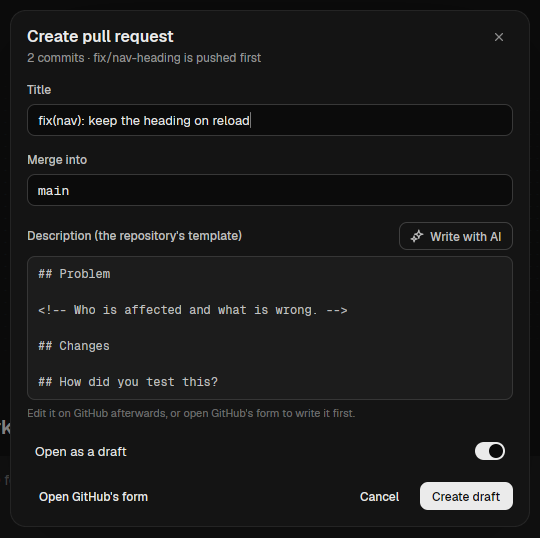 Create pull request
2 commits · fix/nav-heading is pushed first
Title
fix(nav): keep the heading on reload
Merge into
main
Description (the repository's template)
Write with AI
## Problem
<!-- Who is affected and what is wrong. -->
## Changes
## How did you test this?
Edit it on GitHub afterwards, or open GitHub's form to write it first.
Open as a draft
Open GitHub's form
Cancel
Create draft